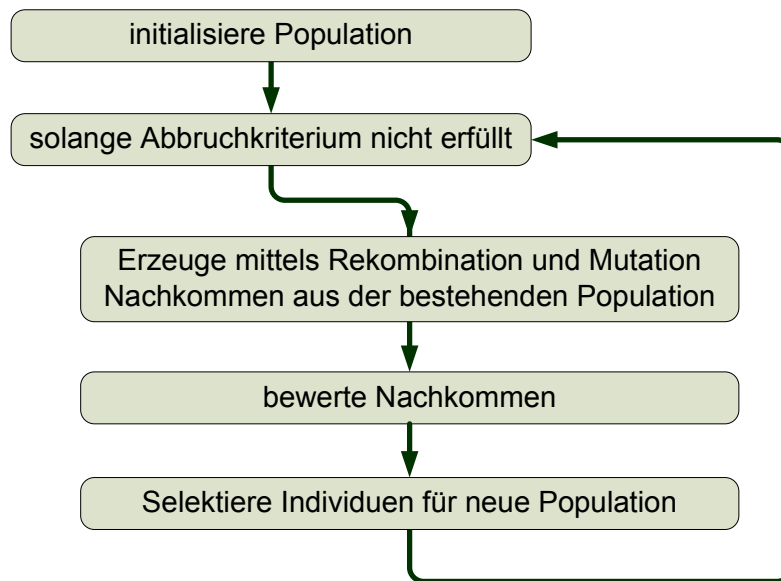 initialisiere Population
solange Abbruchkriterium nicht erfüllt
Erzeuge mittels Rekombination und Mutation
Nachkommen aus der bestehenden Population
bewerte Nachkommen
Selektiere Individuen für neue Population